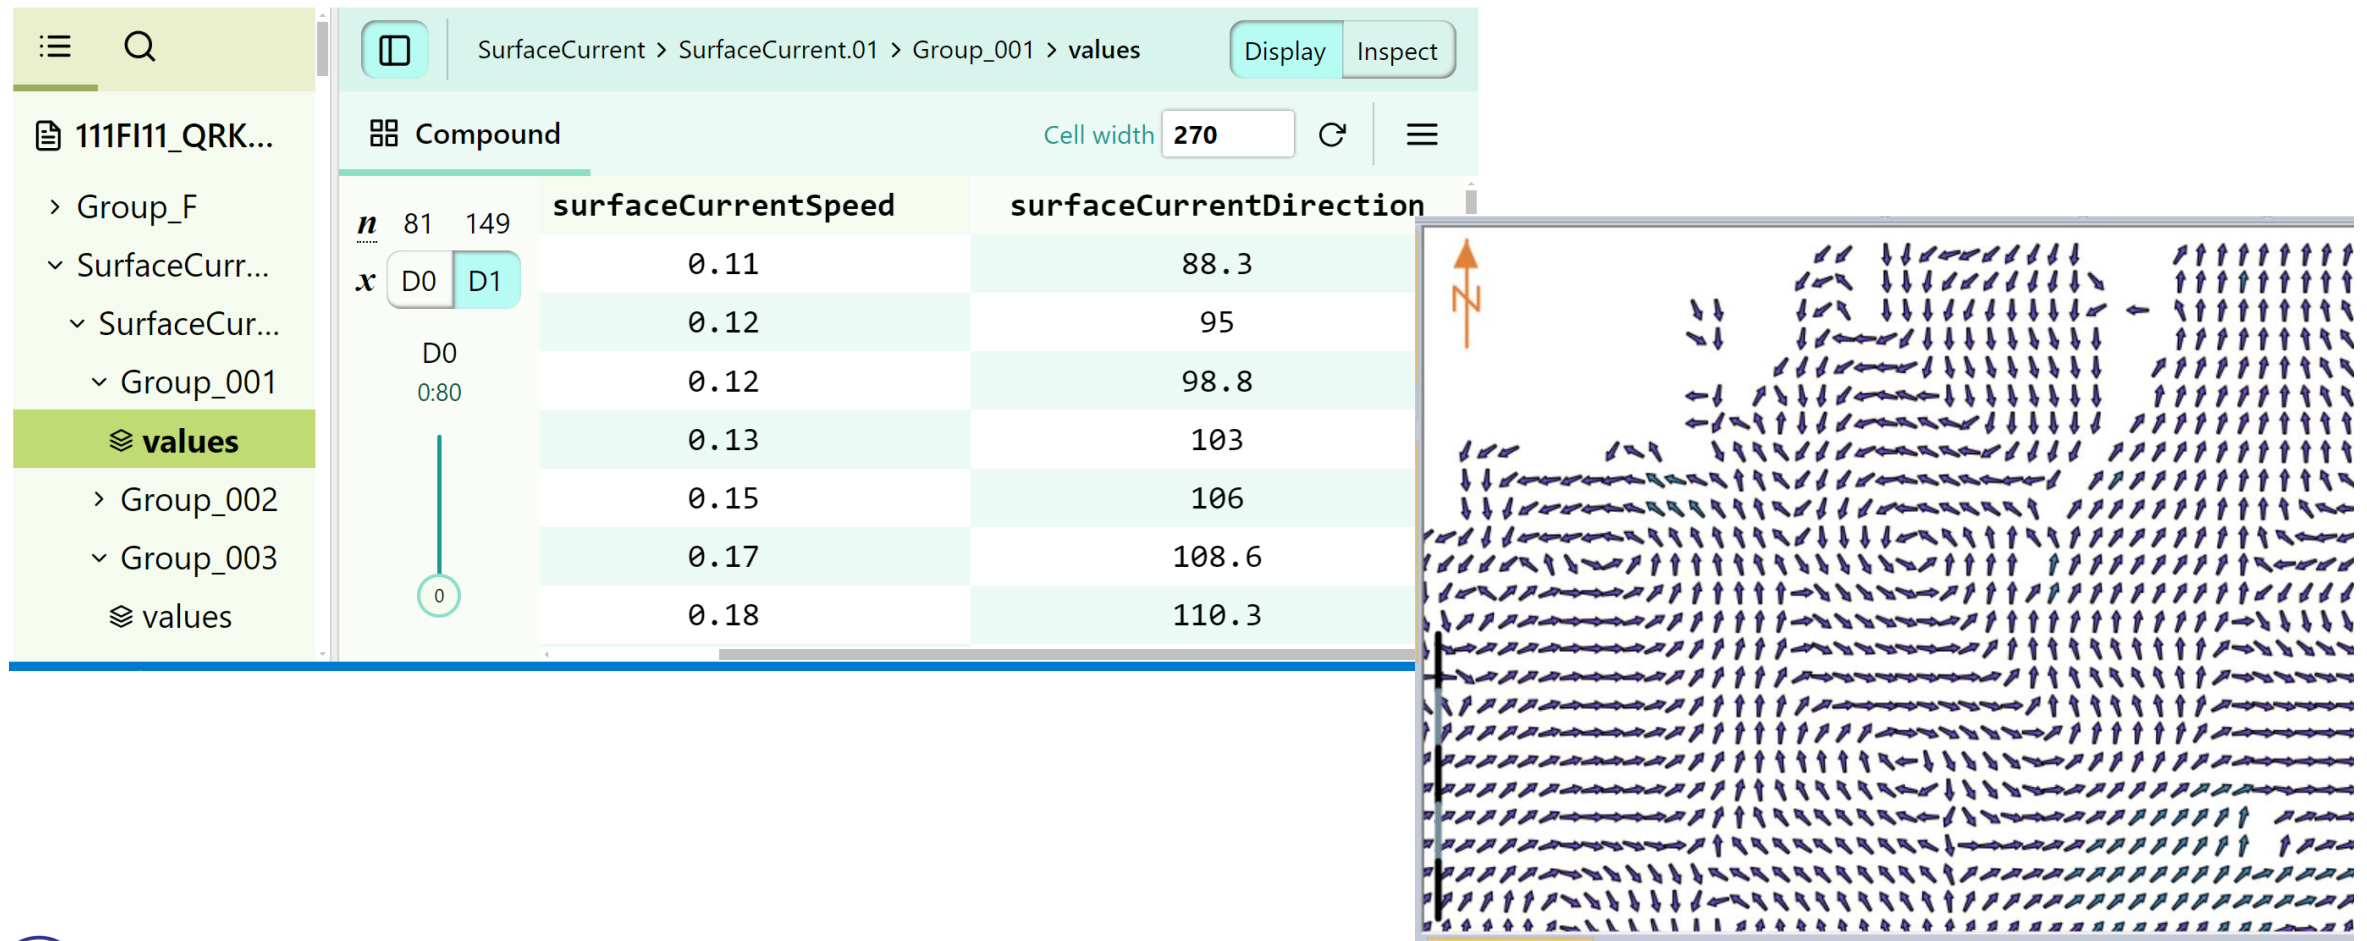 SurfaceCurrent > SurfaceCurrent.01 > Group_001 > values
Display
Inspect
111FI11_QRK...
Group_F
SurfaceCurr...
SurfaceCur...
Group_001
values
Group_002
Group_003
values
Compound
Cell width 270
n 81 149
x D0 D1
D0
0:80
0
surfaceCurrentSpeed surfaceCurrentDirection
0.11 88.3
0.12 95
0.12 98.8
0.13 103
0.15 106
0.17 108.6
0.18 110.3
N